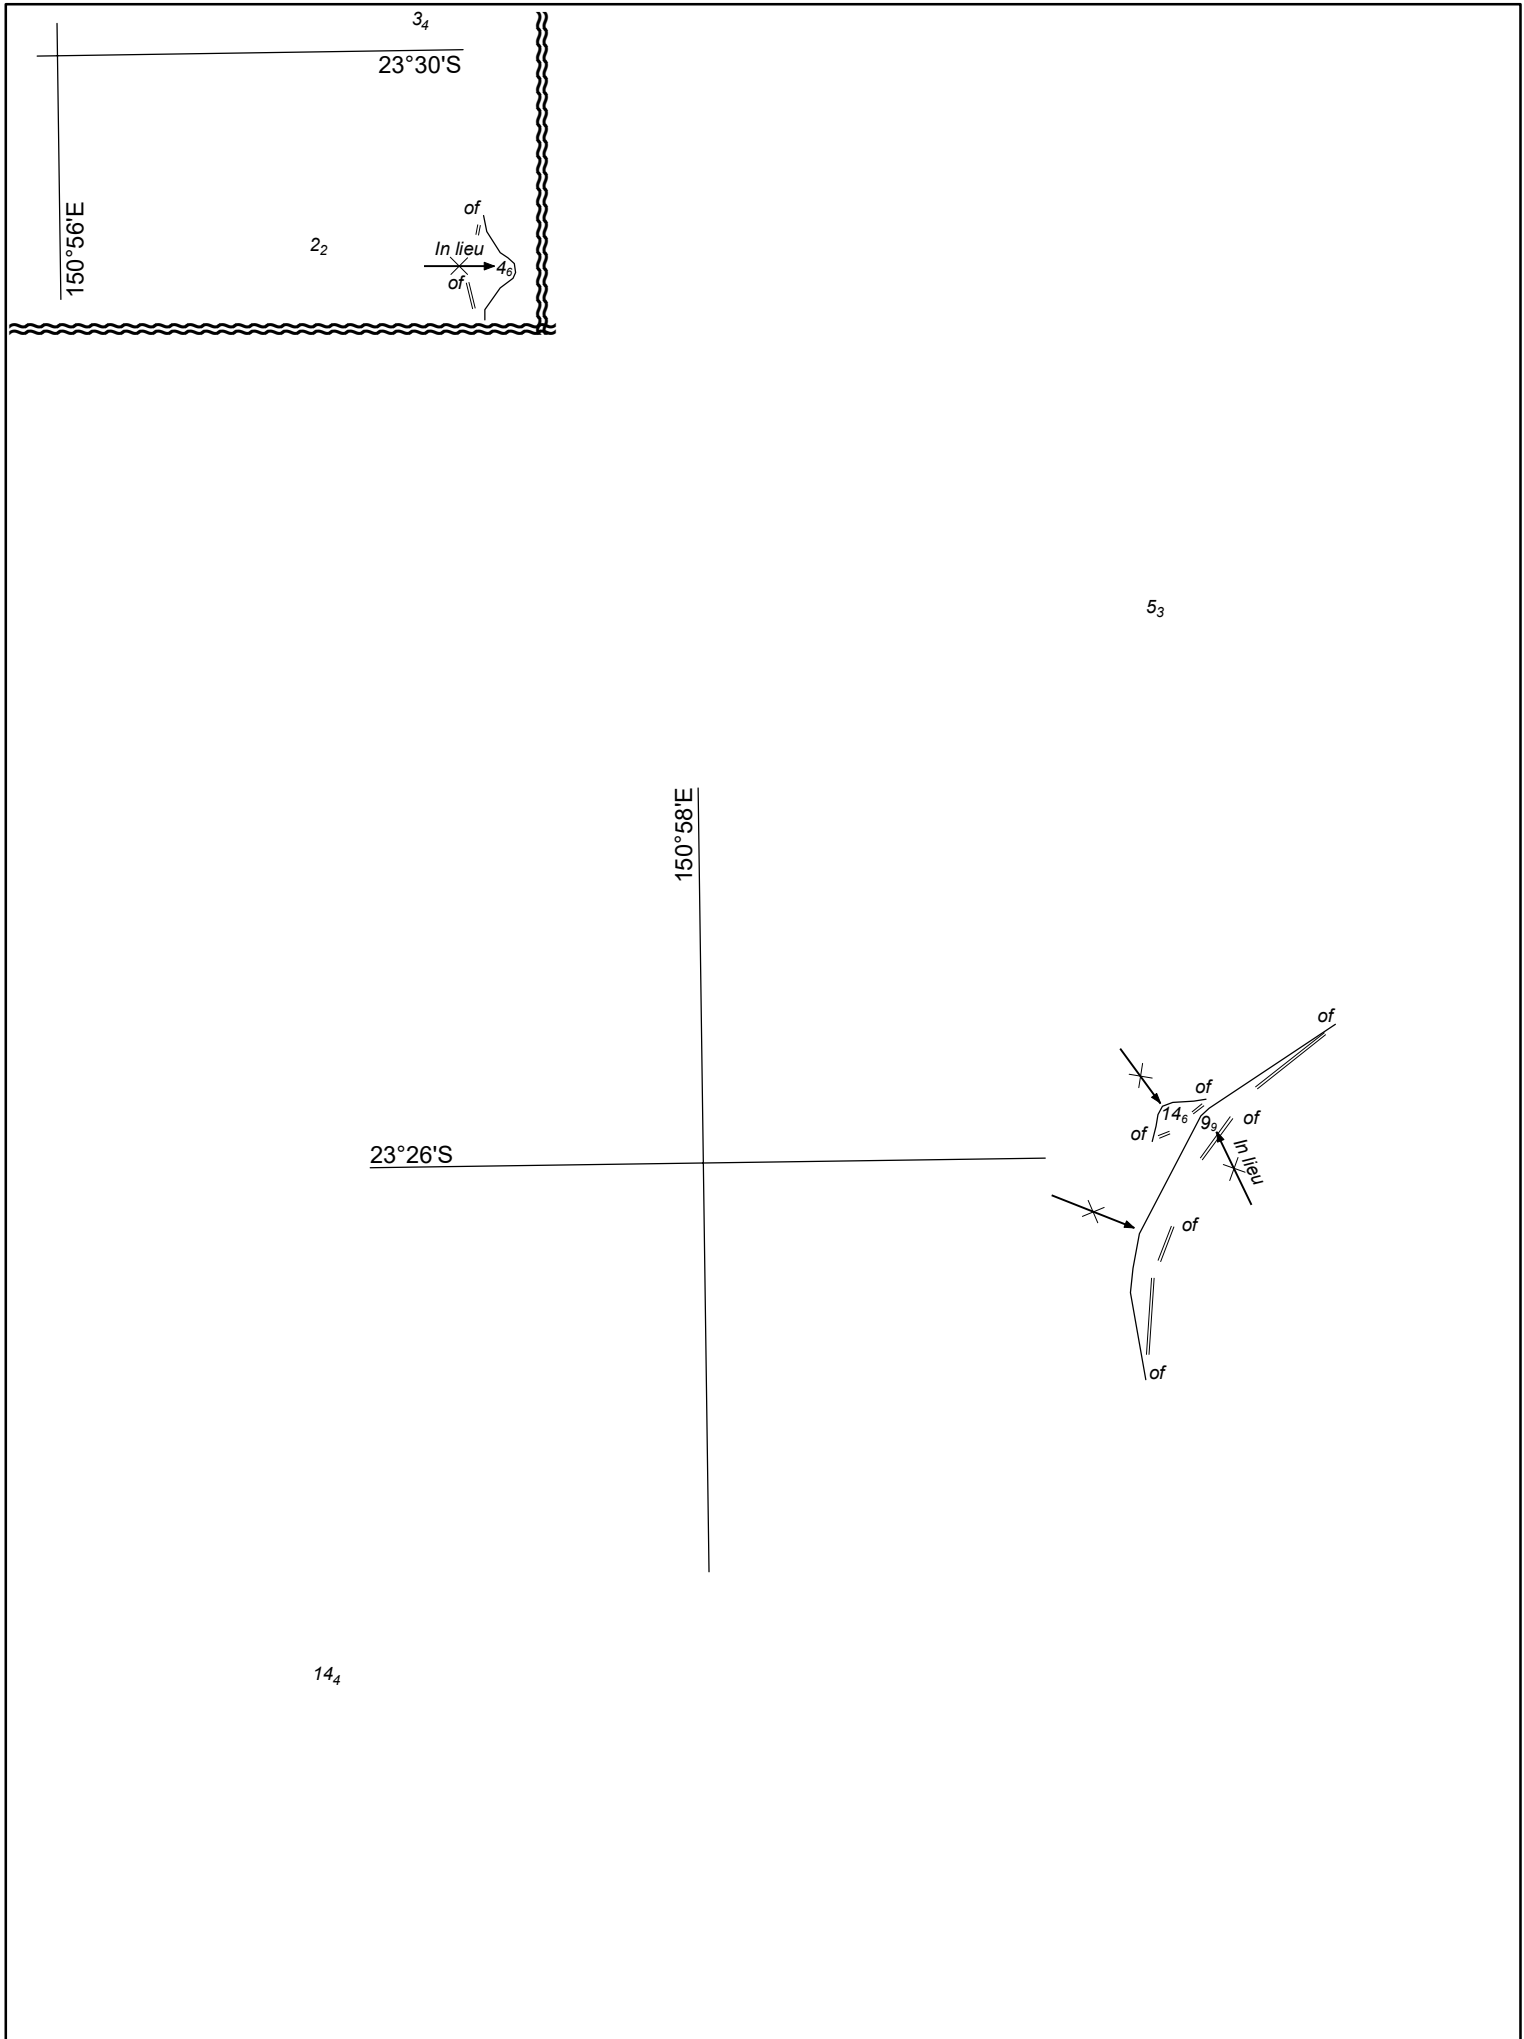 3₄
23°30'S
150°56'E
of
2₂
In lieu
4₆
of
5₃
150°58'E
of
of
14₆
9₉
of
of
In lieu
23°26'S
of
of
14₄